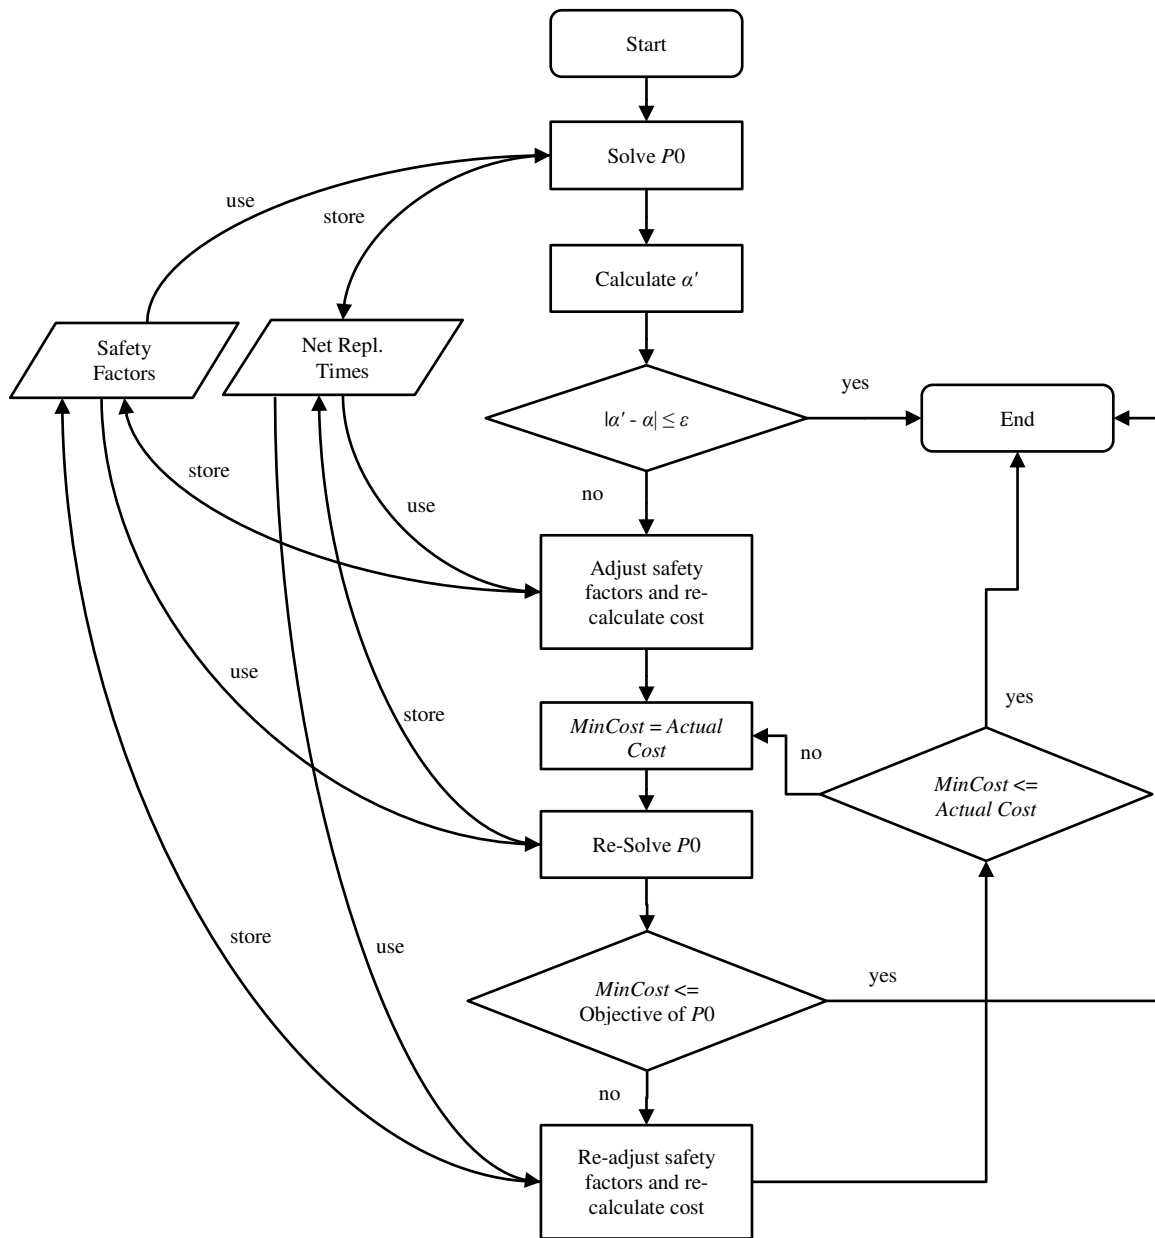 Start
Solve P0
use
store
Calculate α′
Safety
Factors
Net Repl.
Times
|α′ - α| ≤ ε
yes
End
no
store
use
Adjust safety
factors and re-
calculate cost
use
store
MinCost = Actual
Cost
no
yes
MinCost <=
Actual Cost
Re-Solve P0
store
use
MinCost <=
Objective of P0
yes
no
Re-adjust safety
factors and re-
calculate cost